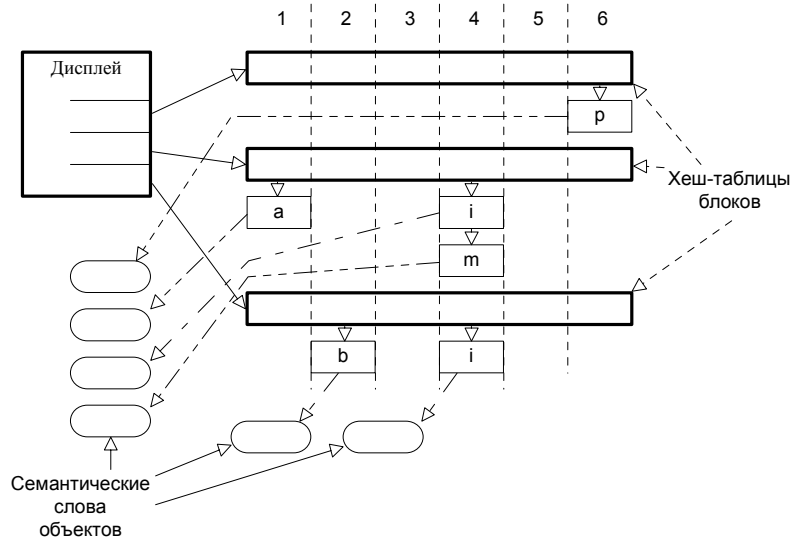 1 2 3 4 5 6
Дисплей
p
Хеш-таблицы
блоков
a i
m
b i
Семантические
слова
объектов